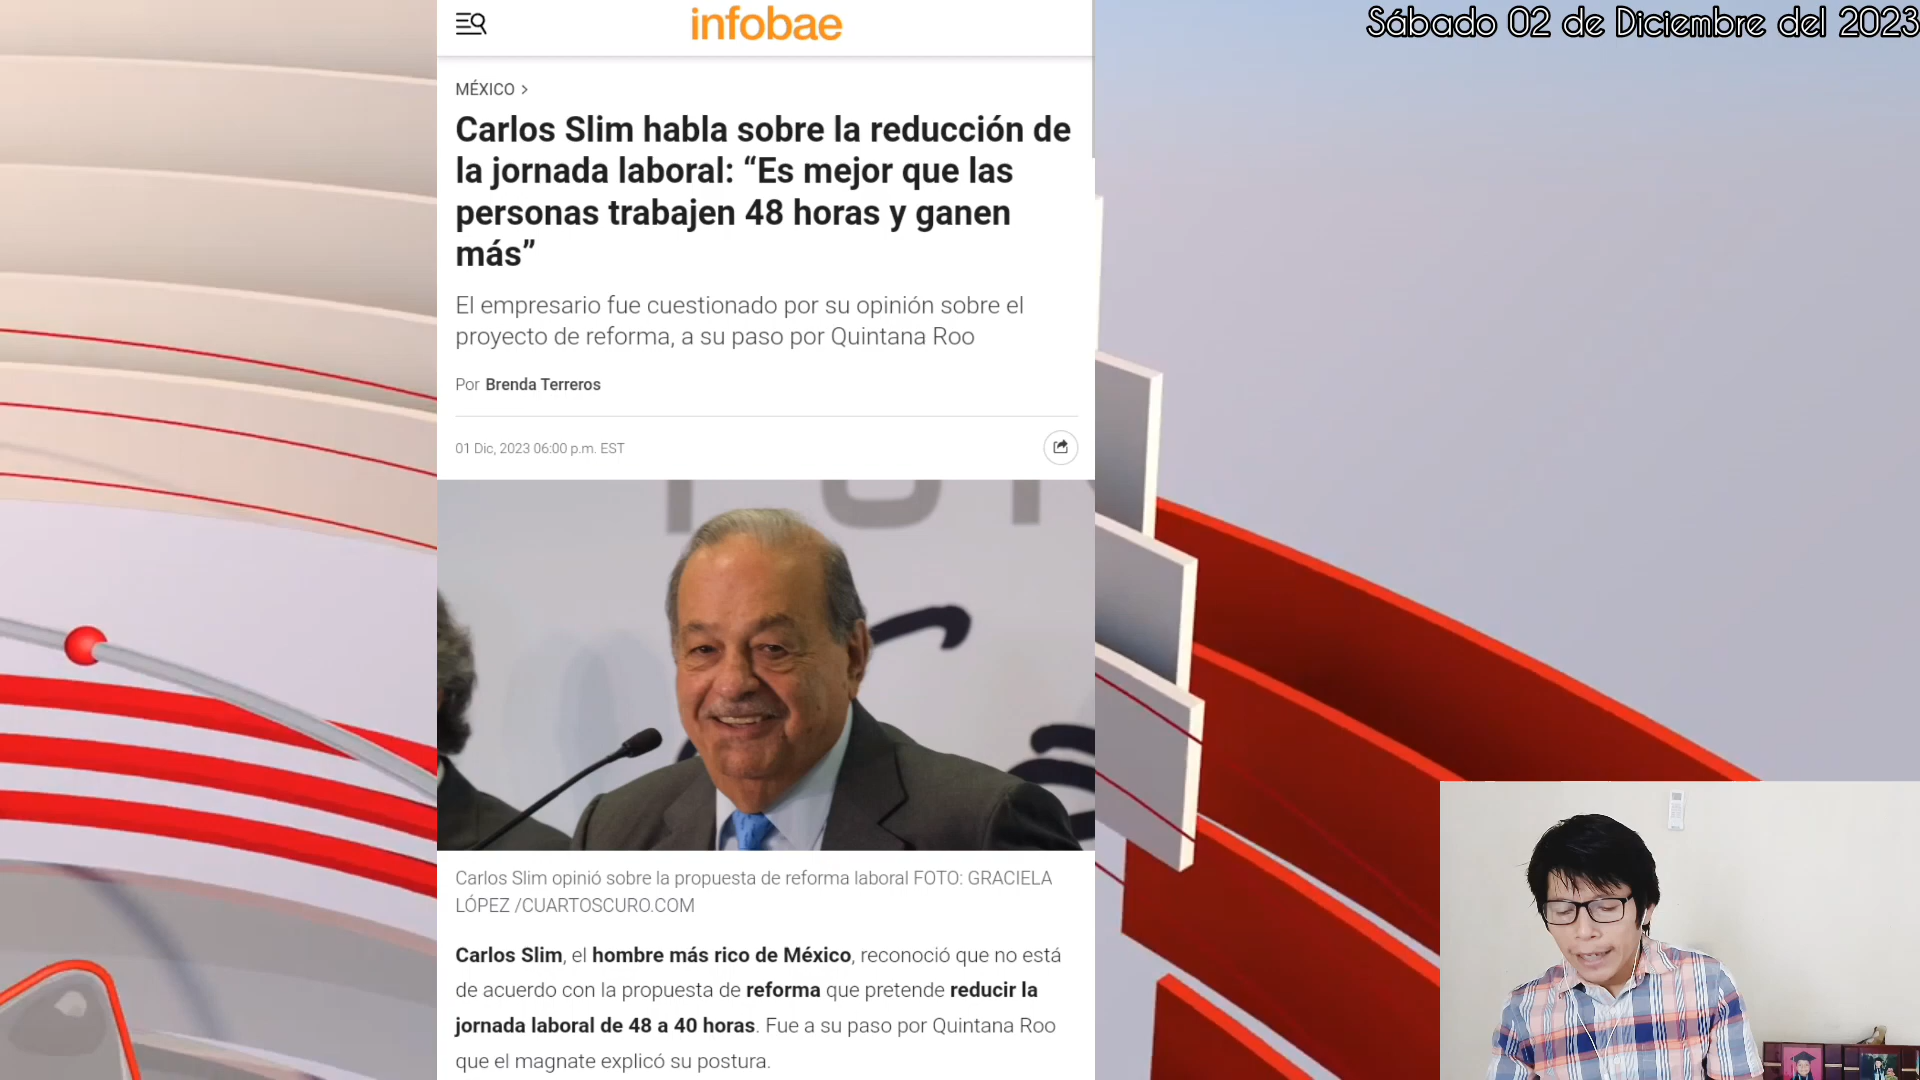 infobae
Sábado 02 de Diciembre del 2023
MÉXICO >
Carlos Slim habla sobre la reducción de
la jornada laboral: “Es mejor que las
personas trabajen 48 horas y ganen
más”
El empresario fue cuestionado por su opinión sobre el
proyecto de reforma, a su paso por Quintana Roo
Por Brenda Terreros
01 Dic, 2023 06:00 p.m. EST
Carlos Slim opinió sobre la propuesta de reforma laboral FOTO: GRACIELA
LÓPEZ /CUARTOSCURO.COM
Carlos Slim, el hombre más rico de México, reconoció que no está
de acuerdo con la propuesta de reforma que pretende reducir la
jornada laboral de 48 a 40 horas. Fue a su paso por Quintana Roo
que el magnate explicó su postura.